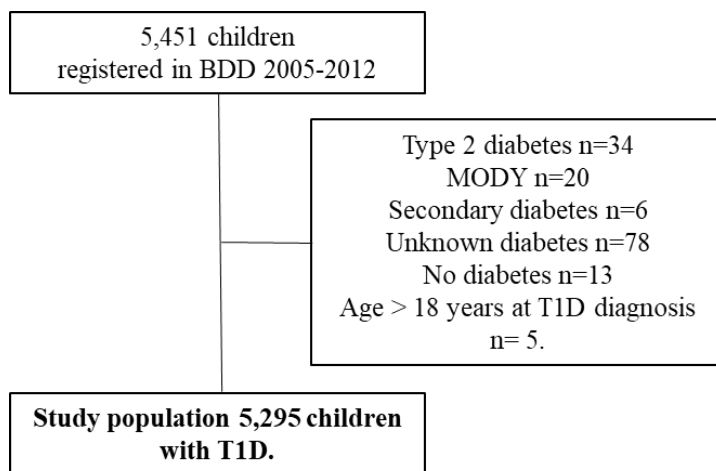 5,451 children
registered in BDD 2005-2012
Type 2 diabetes n=34
MODY n=20
Secondary diabetes n=6
Unknown diabetes n=78
No diabetes n=13
Age > 18 years at T1D diagnosis
n= 5.
Study population 5,295 children
with T1D.